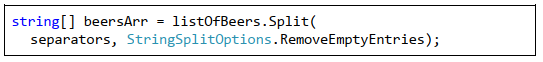 string[] beersArr = listOfBeers.Split(
separators, StringSplitOptions.RemoveEmptyEntries);